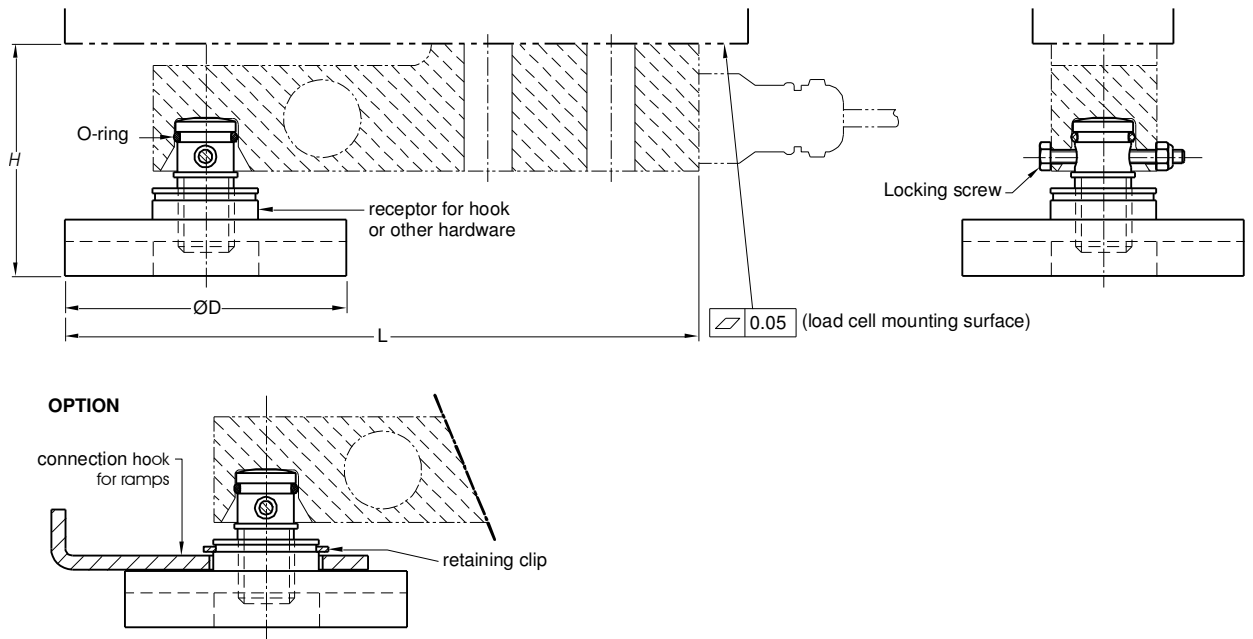 H
O-ring
receptor for hook
or other hardware
Locking screw
ØD
L
0.05 (load cell mounting surface)
OPTION
connection hook
for ramps
retaining clip